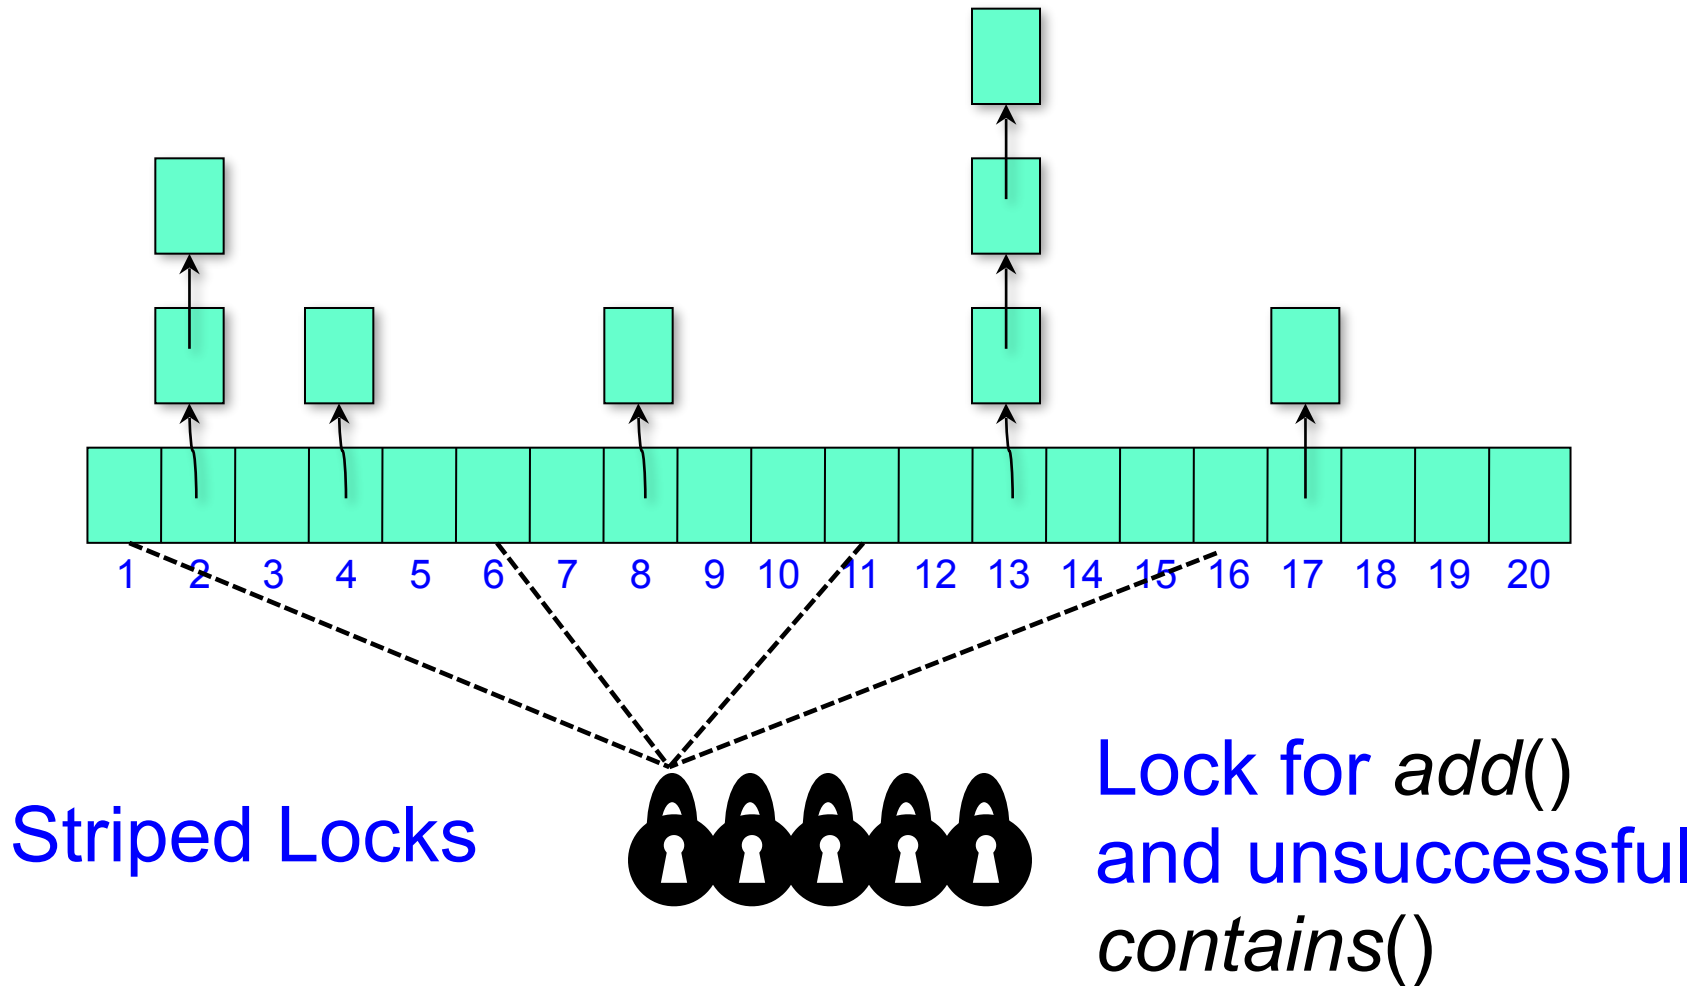 1 2 3 4 5 6 7 8 9 10 11 12 13 14 15 16 17 18 19 20
Striped Locks
Lock for add()
and unsuccessful
contains()